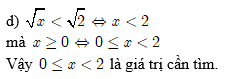 d) √x < √2 ⇔ x < 2
mà x ≥ 0 ⇔ 0 ≤ x < 2
Vậy 0 ≤ x < 2 là giá trị cần tìm.